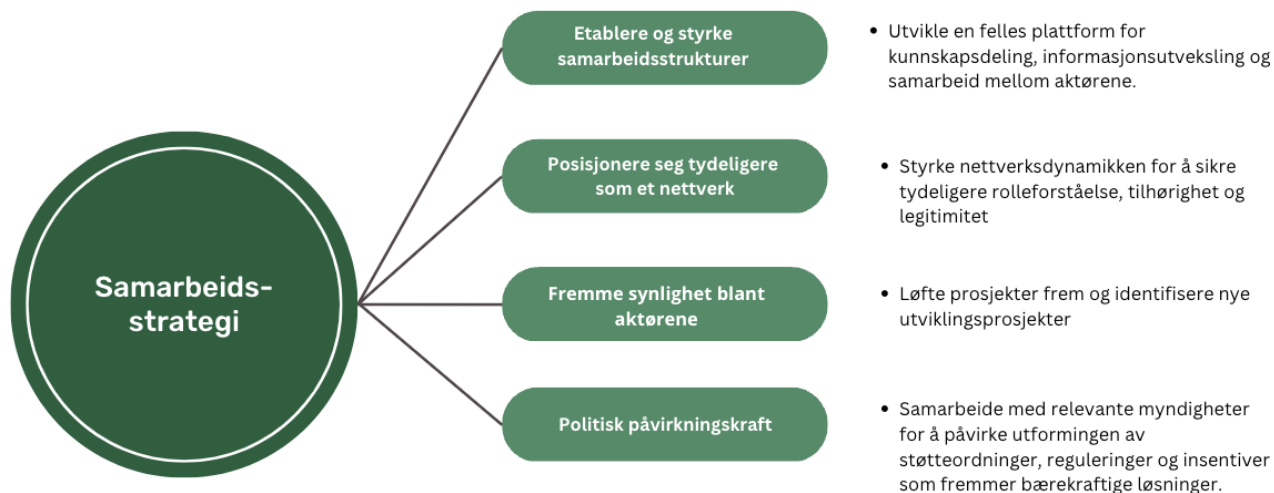 Samarbeids-
strategi
Etablere og styrke
samarbeidsstrukturer
• Utvikle en felles plattform for
kunnskapsdeling, informasjonsutveksling og
samarbeid mellom aktørene.
Posisjonere seg tydeligere
som et nettverk
• Styrke nettverksdynamikken for å sikre
tydeligere rolleforståelse, tilhørighet og
legitimitet
Fremme synlighet blant
aktørene
• Løfte prosjekter frem og identifisere nye
utviklingsprosjekter
Politisk påvirkningskraft
• Samarbeide med relevante myndigheter
for å påvirke utformingen av
støtteordninger, reguleringer og insentiver
som fremmer bærekraftige løsninger.